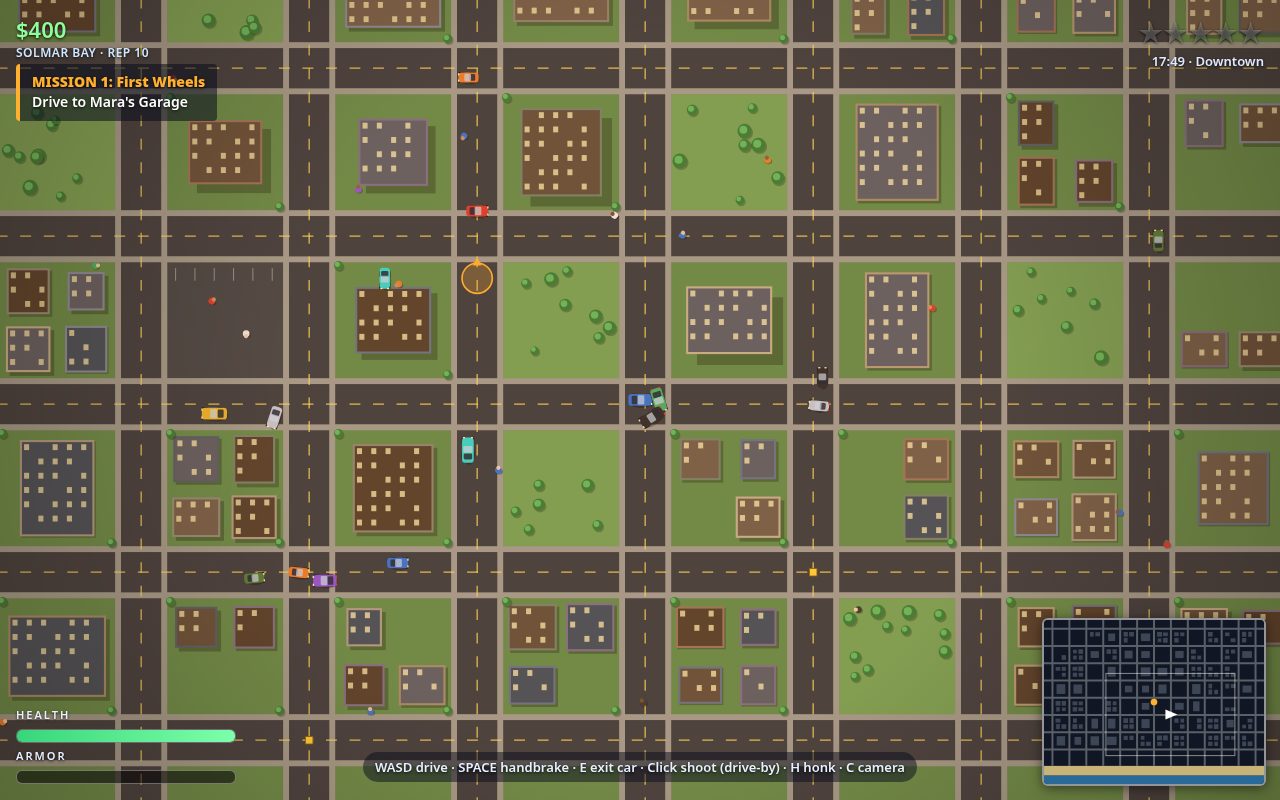 $400
SOLMAR BAY · REP 10
MISSION 1: First Wheels
Drive to Mara's Garage
17:49 · Downtown
HEALTH
ARMOR
WASD drive · SPACE handbrake · E exit car · Click shoot (drive-by) · H honk · C camera